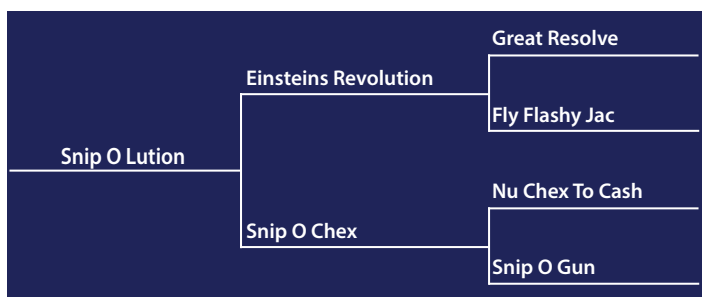 Great Resolve
Einsteins Revolution
Fly Flashy Jac
Snip O Lution
Nu Chex To Cash
Snip O Chex
Snip O Gun